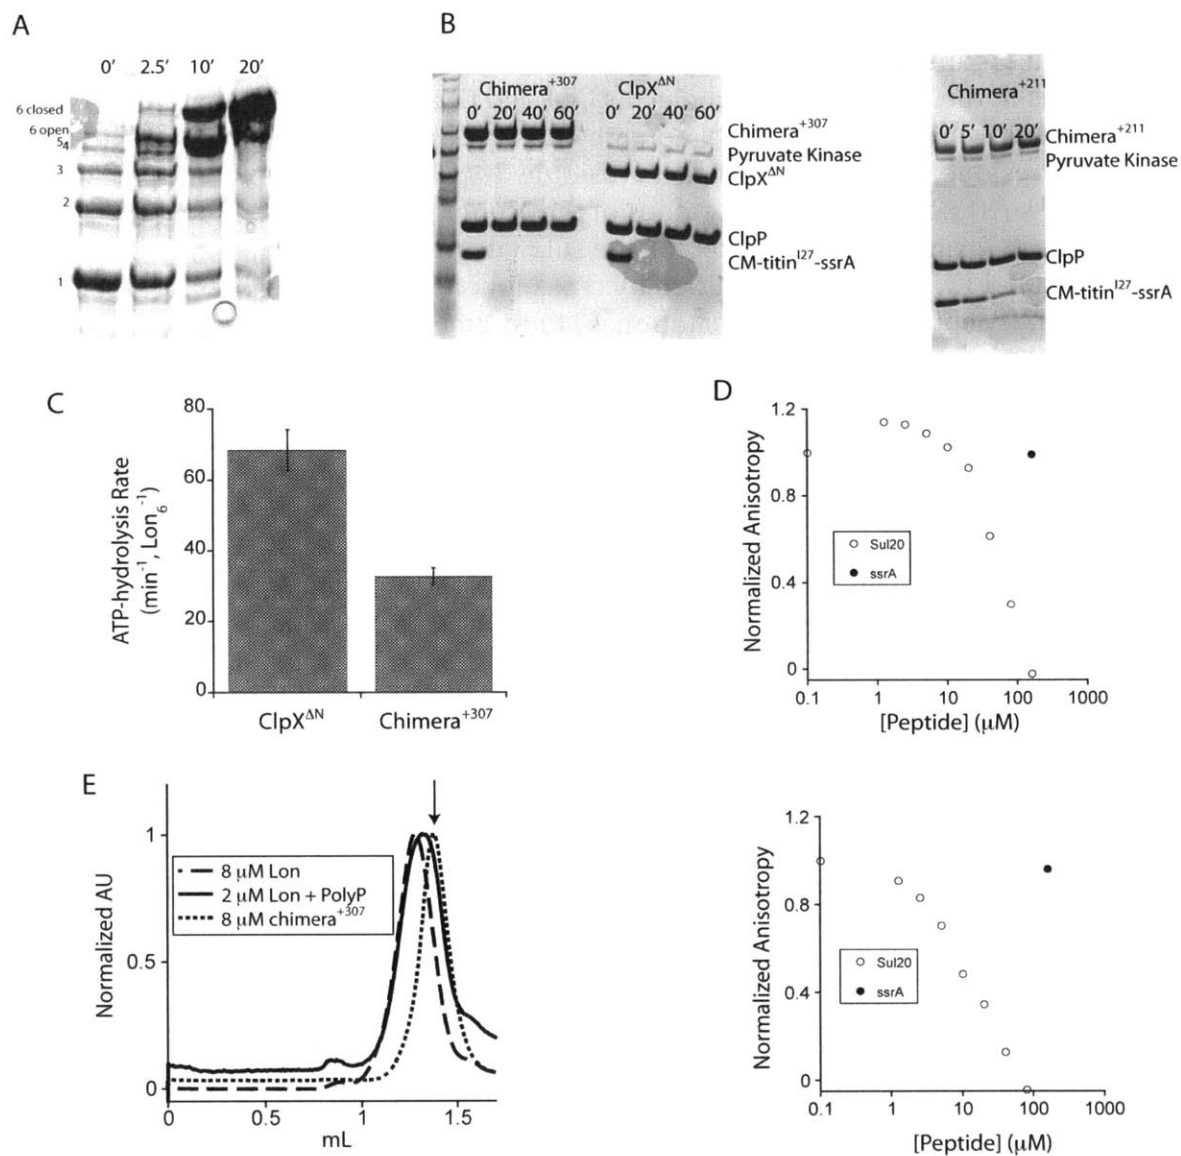 A
0' 2.5' 10' 20'
6 closed
6 open
5
4
3
2
1
B
Chimera+307 ClpXΔN
0' 20' 40' 60' 0' 20' 40' 60'
Chimera+307
Pyruvate Kinase
ClpXΔN
ClpP
CM-titinI27-ssrA
Chimera+211
0' 5' 10' 20'
Chimera+211
Pyruvate Kinase
ClpP
CM-titinI27-ssrA
C
ATP-hydrolysis Rate
(min-1, Lon6-1)
80
60
40
20
0
ClpXΔN Chimera+307
D
Normalized Anisotropy
1.2
0.8
0.4
0
Sul20
ssrA
0.1 1 10 100 1000
[Peptide] (μM)
E
Normalized AU
1
0.5
0
8 μM Lon
2 μM Lon + PolyP
8 μM chimera+307
0 0.5 1 1.5
mL
Normalized Anisotropy
1.2
0.8
0.4
0
Sul20
ssrA
0.1 1 10 100 1000
[Peptide] (μM)